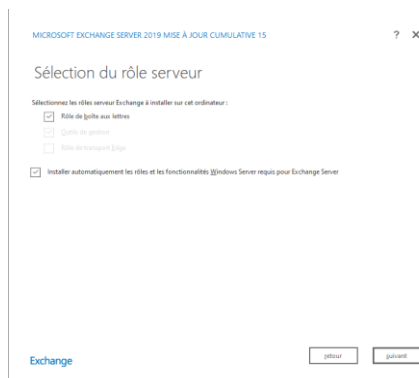 MICROSOFT EXCHANGE SERVER 2019 MISE À JOUR CUMULATIVE 15
? X
Sélection du rôle serveur
Sélectionnez les rôles serveur Exchange à installer sur cet ordinateur :
Rôle de boîte aux lettres
Outils de gestion
Rôle de transport Edge
Installer automatiquement les rôles et les fonctionnalités Windows Server requis pour Exchange Server
Exchange
retour
suivant